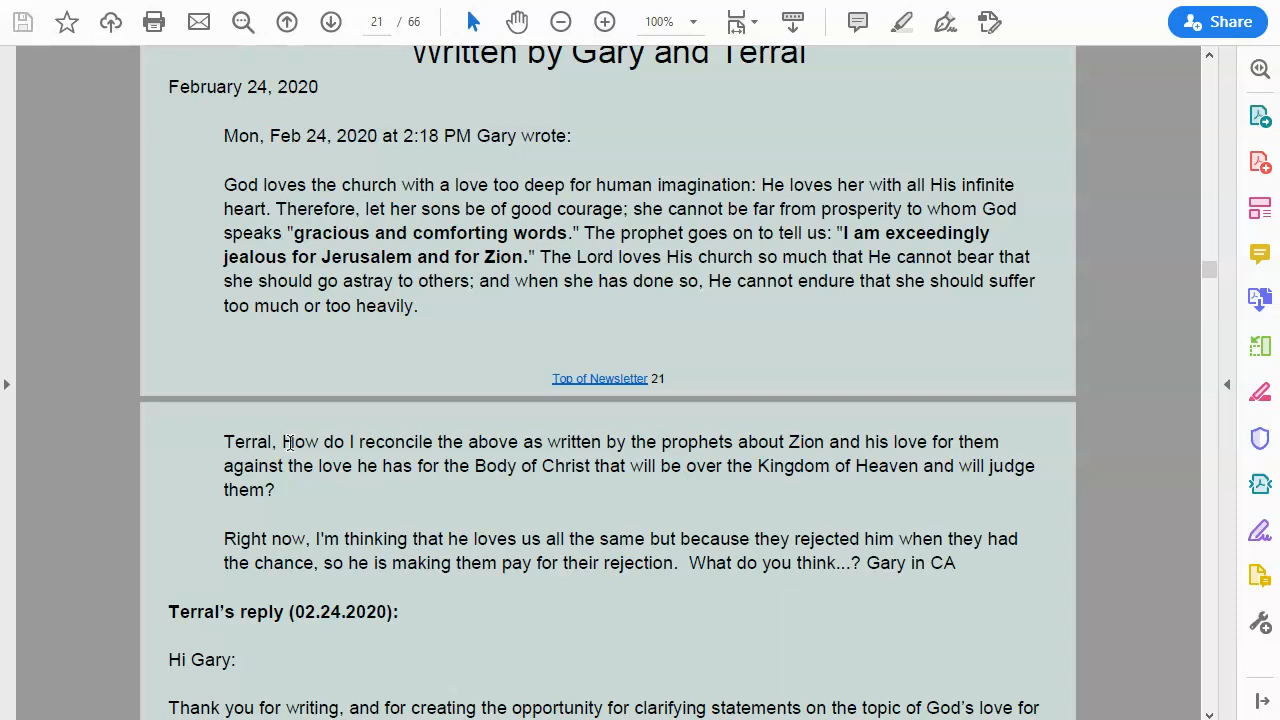 21 / 66
100%
Share
Written by Gary and Terral
February 24, 2020
Mon, Feb 24, 2020 at 2:18 PM Gary wrote:
God loves the church with a love too deep for human imagination: He loves her with all His infinite
heart. Therefore, let her sons be of good courage; she cannot be far from prosperity to whom God
speaks "gracious and comforting words." The prophet goes on to tell us: "I am exceedingly
jealous for Jerusalem and for Zion." The Lord loves His church so much that He cannot bear that
she should go astray to others; and when she has done so, He cannot endure that she should suffer
too much or too heavily.
Top of Newsletter 21
Terral, How do I reconcile the above as written by the prophets about Zion and his love for them
against the love he has for the Body of Christ that will be over the Kingdom of Heaven and will judge
them?
Right now, I'm thinking that he loves us all the same but because they rejected him when they had
the chance, so he is making them pay for their rejection.  What do you think...? Gary in CA
Terral’s reply (02.24.2020):
Hi Gary:
Thank you for writing, and for creating the opportunity for clarifying statements on the topic of God’s love for